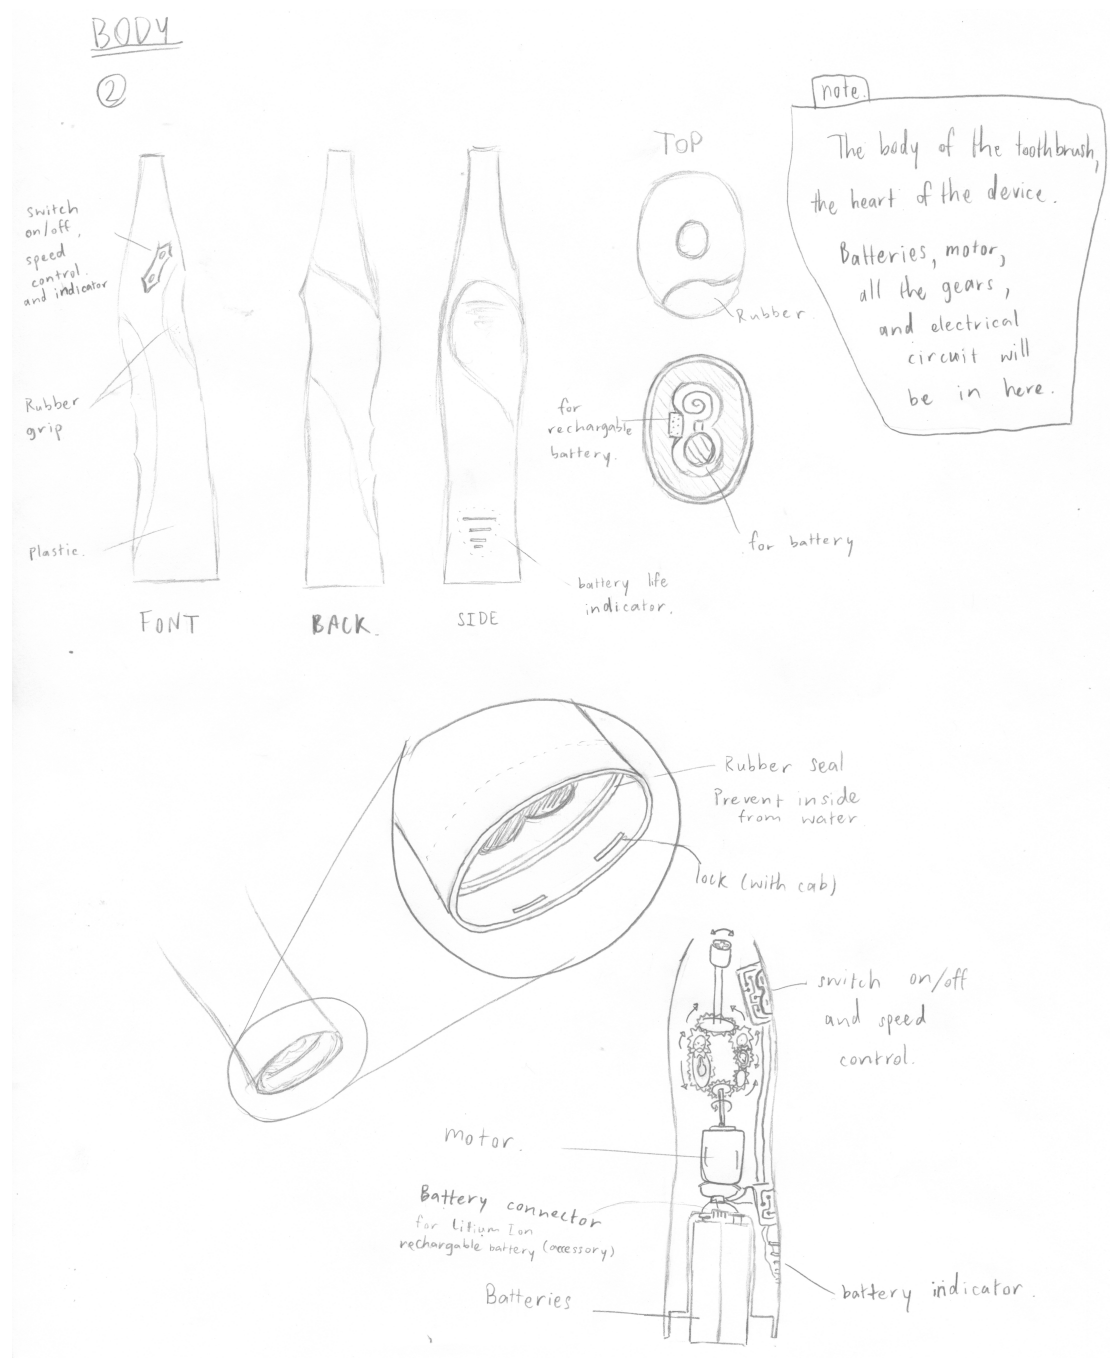 BODY
2
note.
The body of the toothbrush,
the heart of the device.
Batteries, motor,
all the gears,
and electrical
circuit will
be in here.
switch
on/off,
speed
control.
and indicator
Rubber
grip
Plastic.
FONT
BACK.
SIDE
TOP
Rubber.
for
rechargable
battery.
for battery
battery life
indicator.
Rubber seal
Prevent inside
from water
lock (with cab)
switch on/off
and speed
control.
motor.
Battery connector
for Litium Ion
rechargable battery (accessory)
Batteries
battery indicator.